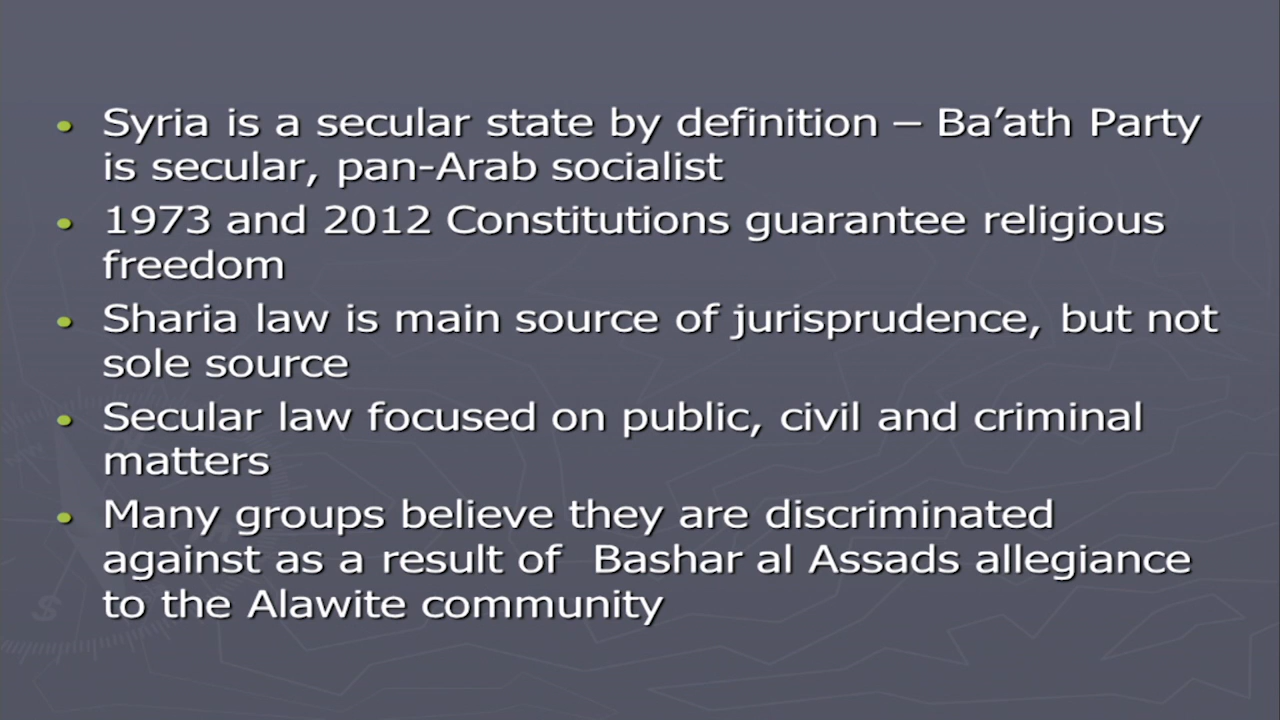 • Syria is a secular state by definition – Ba’ath Party
is secular, pan-Arab socialist
• 1973 and 2012 Constitutions guarantee religious
freedom
• Sharia law is main source of jurisprudence, but not
sole source
• Secular law focused on public, civil and criminal
matters
• Many groups believe they are discriminated
against as a result of  Bashar al Assads allegiance
to the Alawite community
S